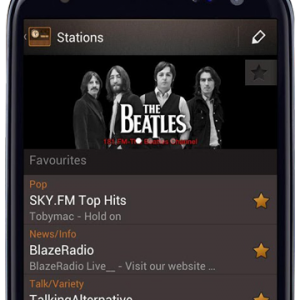 Stations
THE
BEATLES
Favourites
Pop
SKY.FM Top Hits
Tobymac - Hold on
News/Info
BlazeRadio
BlazeRadio Live__ - Visit our website ...
Talk/Variety
TalkingAlternative